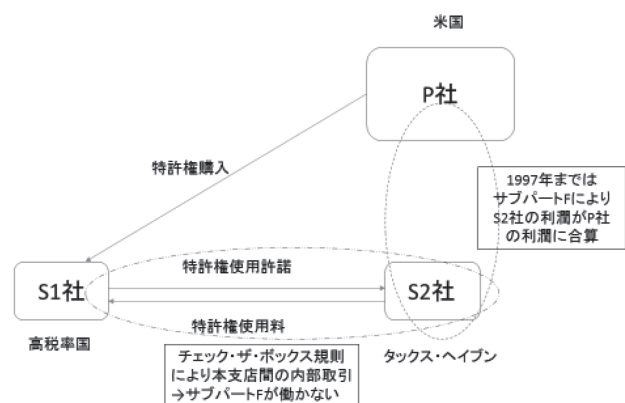 米国
P社
特許権購入
1997年までは
サブパートFにより
S2社の利潤がP社
の利潤に合算
特許権使用許諾
S1社
S2社
特許権使用料
高税率国
タックス・ヘイブン
チェック・ザ・ボックス規則
により本支店間の内部取引
→サブパートFが働かない